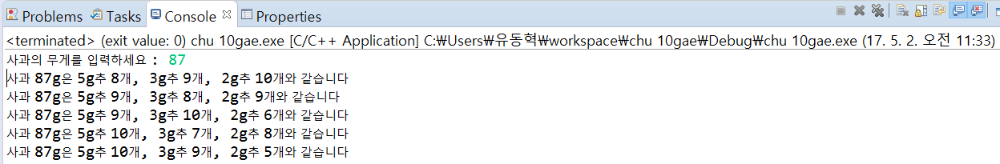 Problems Tasks Console Properties
<terminated> (exit value: 0) chu 10gae.exe [C/C++ Application] C:₩Users₩유동혁₩workspace₩chu 10gae₩Debug₩chu 10gae.exe (17. 5. 2. 오전 11:33)
사과의 무게를 입력하세요 : 87
사과 87g은 5g추 8개, 3g추 9개, 2g추 10개와 같습니다
사과 87g은 5g추 9개, 3g추 8개, 2g추 9개와 같습니다
사과 87g은 5g추 9개, 3g추 10개, 2g추 6개와 같습니다
사과 87g은 5g추 10개, 3g추 7개, 2g추 8개와 같습니다
사과 87g은 5g추 10개, 3g추 9개, 2g추 5개와 같습니다